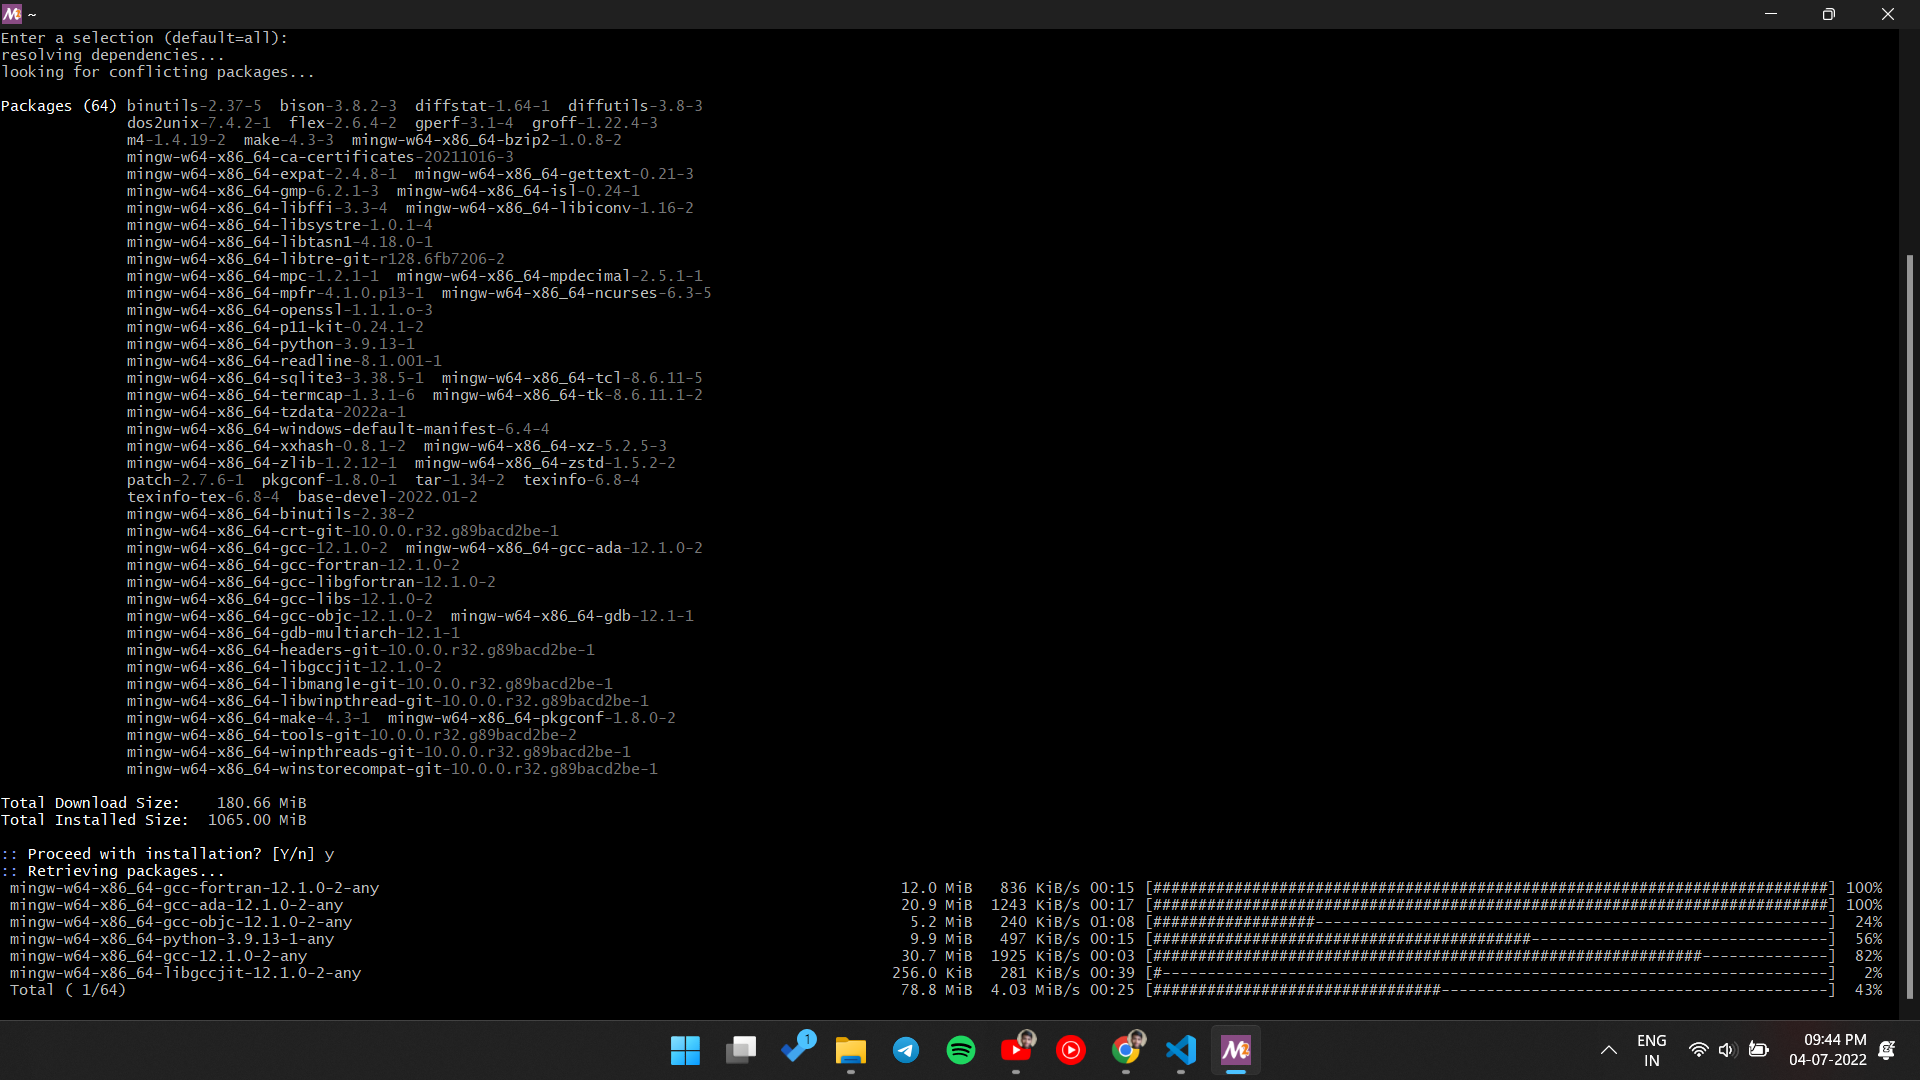 ~
Enter a selection (default=all):
resolving dependencies...
looking for conflicting packages...
Packages (64) binutils-2.37-5  bison-3.8.2-3  diffstat-1.64-1  diffutils-3.8-3
dos2unix-7.4.2-1  flex-2.6.4-2  gperf-3.1-4  groff-1.22.4-3
m4-1.4.19-2  make-4.3-3  mingw-w64-x86_64-bzip2-1.0.8-2
mingw-w64-x86_64-ca-certificates-20211016-3
mingw-w64-x86_64-expat-2.4.8-1  mingw-w64-x86_64-gettext-0.21-3
mingw-w64-x86_64-gmp-6.2.1-3  mingw-w64-x86_64-isl-0.24-1
mingw-w64-x86_64-libffi-3.3-4  mingw-w64-x86_64-libiconv-1.16-2
mingw-w64-x86_64-libsystre-1.0.1-4
mingw-w64-x86_64-libtasn1-4.18.0-1
mingw-w64-x86_64-libtre-git-r128.6fb7206-2
mingw-w64-x86_64-mpc-1.2.1-1  mingw-w64-x86_64-mpdecimal-2.5.1-1
mingw-w64-x86_64-mpfr-4.1.0.p13-1  mingw-w64-x86_64-ncurses-6.3-5
mingw-w64-x86_64-openssl-1.1.1.o-3
mingw-w64-x86_64-p11-kit-0.24.1-2
mingw-w64-x86_64-python-3.9.13-1
mingw-w64-x86_64-readline-8.1.001-1
mingw-w64-x86_64-sqlite3-3.38.5-1  mingw-w64-x86_64-tcl-8.6.11-5
mingw-w64-x86_64-termcap-1.3.1-6  mingw-w64-x86_64-tk-8.6.11.1-2
mingw-w64-x86_64-tzdata-2022a-1
mingw-w64-x86_64-windows-default-manifest-6.4-4
mingw-w64-x86_64-xxhash-0.8.1-2  mingw-w64-x86_64-xz-5.2.5-3
mingw-w64-x86_64-zlib-1.2.12-1  mingw-w64-x86_64-zstd-1.5.2-2
patch-2.7.6-1  pkgconf-1.8.0-1  tar-1.34-2  texinfo-6.8-4
texinfo-tex-6.8-4  base-devel-2022.01-2
mingw-w64-x86_64-binutils-2.38-2
mingw-w64-x86_64-crt-git-10.0.0.r32.g89bacd2be-1
mingw-w64-x86_64-gcc-12.1.0-2  mingw-w64-x86_64-gcc-ada-12.1.0-2
mingw-w64-x86_64-gcc-fortran-12.1.0-2
mingw-w64-x86_64-gcc-libgfortran-12.1.0-2
mingw-w64-x86_64-gcc-libs-12.1.0-2
mingw-w64-x86_64-gcc-objc-12.1.0-2  mingw-w64-x86_64-gdb-12.1-1
mingw-w64-x86_64-gdb-multiarch-12.1-1
mingw-w64-x86_64-headers-git-10.0.0.r32.g89bacd2be-1
mingw-w64-x86_64-libgccjit-12.1.0-2
mingw-w64-x86_64-libmangle-git-10.0.0.r32.g89bacd2be-1
mingw-w64-x86_64-libwinpthread-git-10.0.0.r32.g89bacd2be-1
mingw-w64-x86_64-make-4.3-1  mingw-w64-x86_64-pkgconf-1.8.0-2
mingw-w64-x86_64-tools-git-10.0.0.r32.g89bacd2be-2
mingw-w64-x86_64-winpthreads-git-10.0.0.r32.g89bacd2be-1
mingw-w64-x86_64-winstorecompat-git-10.0.0.r32.g89bacd2be-1
Total Download Size:    180.66 MiB
Total Installed Size:  1065.00 MiB
:: Proceed with installation? [Y/n] y
:: Retrieving packages...
mingw-w64-x86_64-gcc-fortran-12.1.0-2-any 12.0 MiB 836 KiB/s 00:15 [###########################################################################] 100%
mingw-w64-x86_64-gcc-ada-12.1.0-2-any 20.9 MiB 1243 KiB/s 00:17 [###########################################################################] 100%
mingw-w64-x86_64-gcc-objc-12.1.0-2-any 5.2 MiB 240 KiB/s 01:08 [##################---------------------------------------------------------] 24%
mingw-w64-x86_64-python-3.9.13-1-any 9.9 MiB 497 KiB/s 00:15 [##########################################---------------------------------] 56%
mingw-w64-x86_64-gcc-12.1.0-2-any 30.7 MiB 1925 KiB/s 00:03 [#############################################################--------------] 82%
mingw-w64-x86_64-libgccjit-12.1.0-2-any 256.0 KiB 281 KiB/s 00:39 [#--------------------------------------------------------------------------] 2%
Total ( 1/64) 78.8 MiB 4.03 MiB/s 00:25 [################################-------------------------------------------] 43%
1
ENG
IN
09:44 PM
04-07-2022